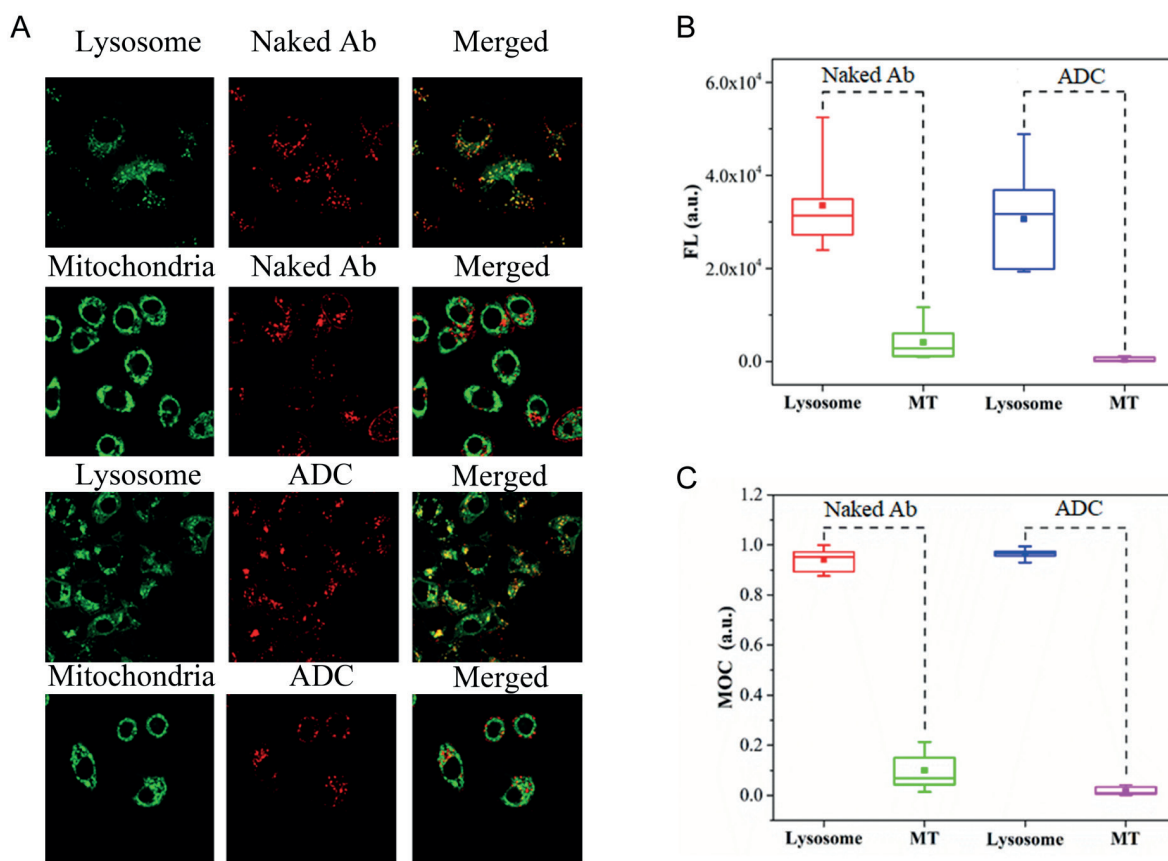 A
Lysosome Naked Ab Merged
Mitochondria Naked Ab Merged
Lysosome ADC Merged
Mitochondria ADC Merged
B
Naked Ab ADC
6.0x10⁴
4.0x10⁴
2.0x10⁴
0.0
FL (a.u.)
Lysosome MT Lysosome MT
C
Naked Ab ADC
1.2
1.0
0.8
0.6
0.4
0.2
0.0
MOC (a.u.)
Lysosome MT Lysosome MT